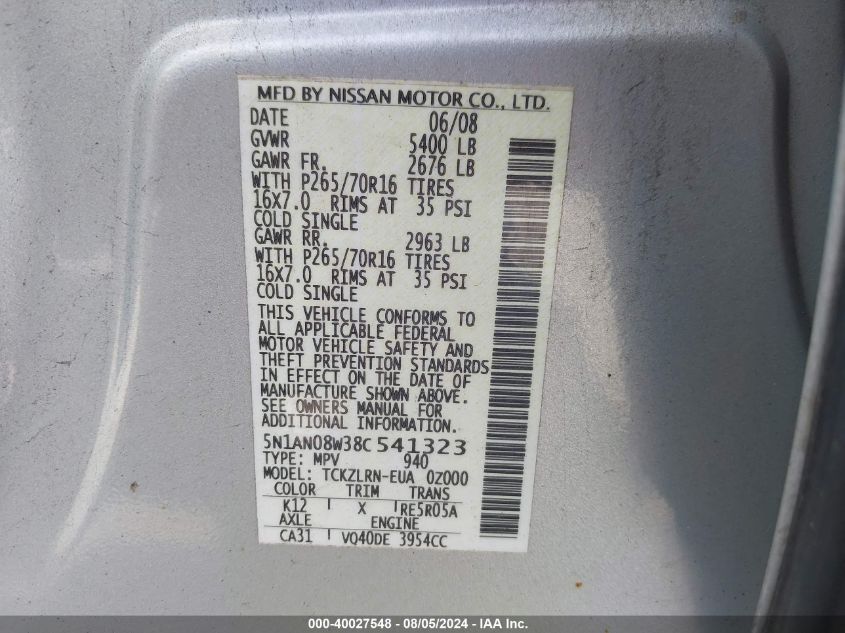 MFD BY NISSAN MOTOR CO., LTD.
DATE 06/08
GVWR 5400 LB
GAWR FR. 2676 LB
WITH P265/70R16 TIRES
16X7.0 RIMS AT 35 PSI
COLD SINGLE
GAWR RR. 2963 LB
WITH P265/70R16 TIRES
16X7.0 RIMS AT 35 PSI
COLD SINGLE
THIS VEHICLE CONFORMS TO
ALL APPLICABLE FEDERAL
MOTOR VEHICLE SAFETY AND
THEFT PREVENTION STANDARDS
IN EFFECT ON THE DATE OF
MANUFACTURE SHOWN ABOVE.
SEE OWNERS MANUAL FOR
ADDITIONAL INFORMATION.
5N1AN08W38C541323
TYPE: MPV 940
MODEL: TCKZLRN-EUA 0Z000
COLOR TRIM TRANS
K12 X RE5R05A
AXLE ENGINE
CA31 VQ40DE 3954CC
000-40027548 - 08/05/2024 - IAA Inc.